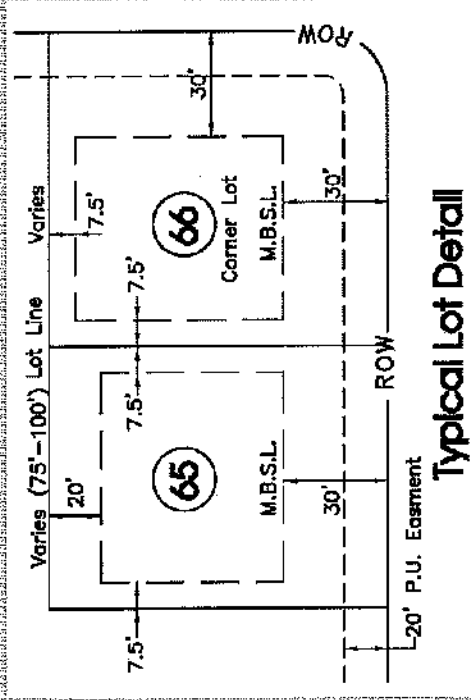 Varies (75'-100') Lot Line
Varies
20'
7.5'
30'
ROW
65
7.5'
7.5'
66
Corner Lot
M.B.S.L.
M.B.S.L.
7.5'
30'
30'
ROW
20' P.U. Easment
Typical Lot Detail